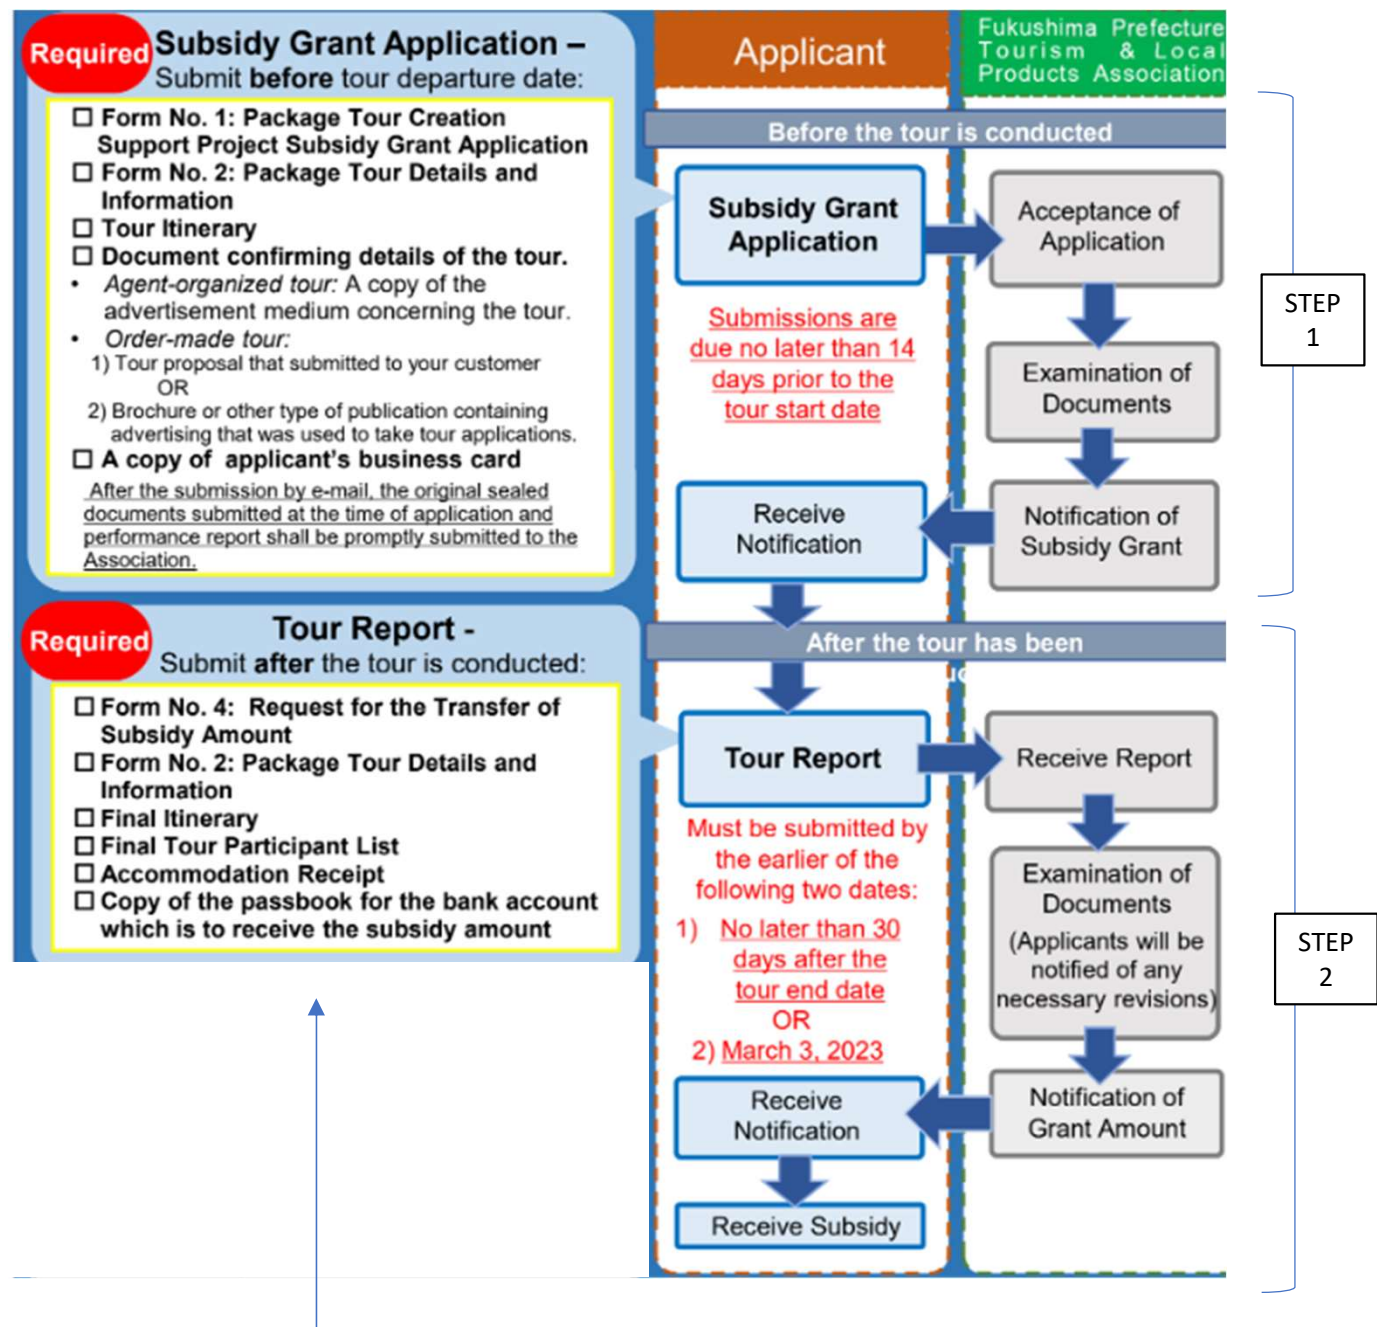 Required
Subsidy Grant Application –
Submit before tour departure date:
☐ Form No. 1: Package Tour Creation
Support Project Subsidy Grant Application
☐ Form No. 2: Package Tour Details and
Information
☐ Tour Itinerary
☐ Document confirming details of the tour.
• Agent-organized tour: A copy of the
advertisement medium concerning the tour.
• Order-made tour:
1) Tour proposal that submitted to your customer
OR
2) Brochure or other type of publication containing
advertising that was used to take tour applications.
☐ A copy of applicant's business card
After the submission by e-mail, the original sealed
documents submitted at the time of application and
performance report shall be promptly submitted to the
Association.
Applicant
Fukushima Prefecture
Tourism & Local
Products Association
Before the tour is conducted
Subsidy Grant
Application
Submissions are
due no later than 14
days prior to the
tour start date
Receive
Notification
Acceptance of
Application
Examination of
Documents
Notification of
Subsidy Grant
STEP
1
Required
Tour Report -
Submit after the tour is conducted:
☐ Form No. 4: Request for the Transfer of
Subsidy Amount
☐ Form No. 2: Package Tour Details and
Information
☐ Final Itinerary
☐ Final Tour Participant List
☐ Accommodation Receipt
☐ Copy of the passbook for the bank account
which is to receive the subsidy amount
After the tour has been
Tour Report
Must be submitted by
the earlier of the
following two dates:
1) No later than 30
days after the
tour end date
OR
2) March 3, 2023
Receive
Notification
Receive Subsidy
Receive Report
Examination of
Documents
(Applicants will be
notified of any
necessary revisions)
Notification of
Grant Amount
STEP
2